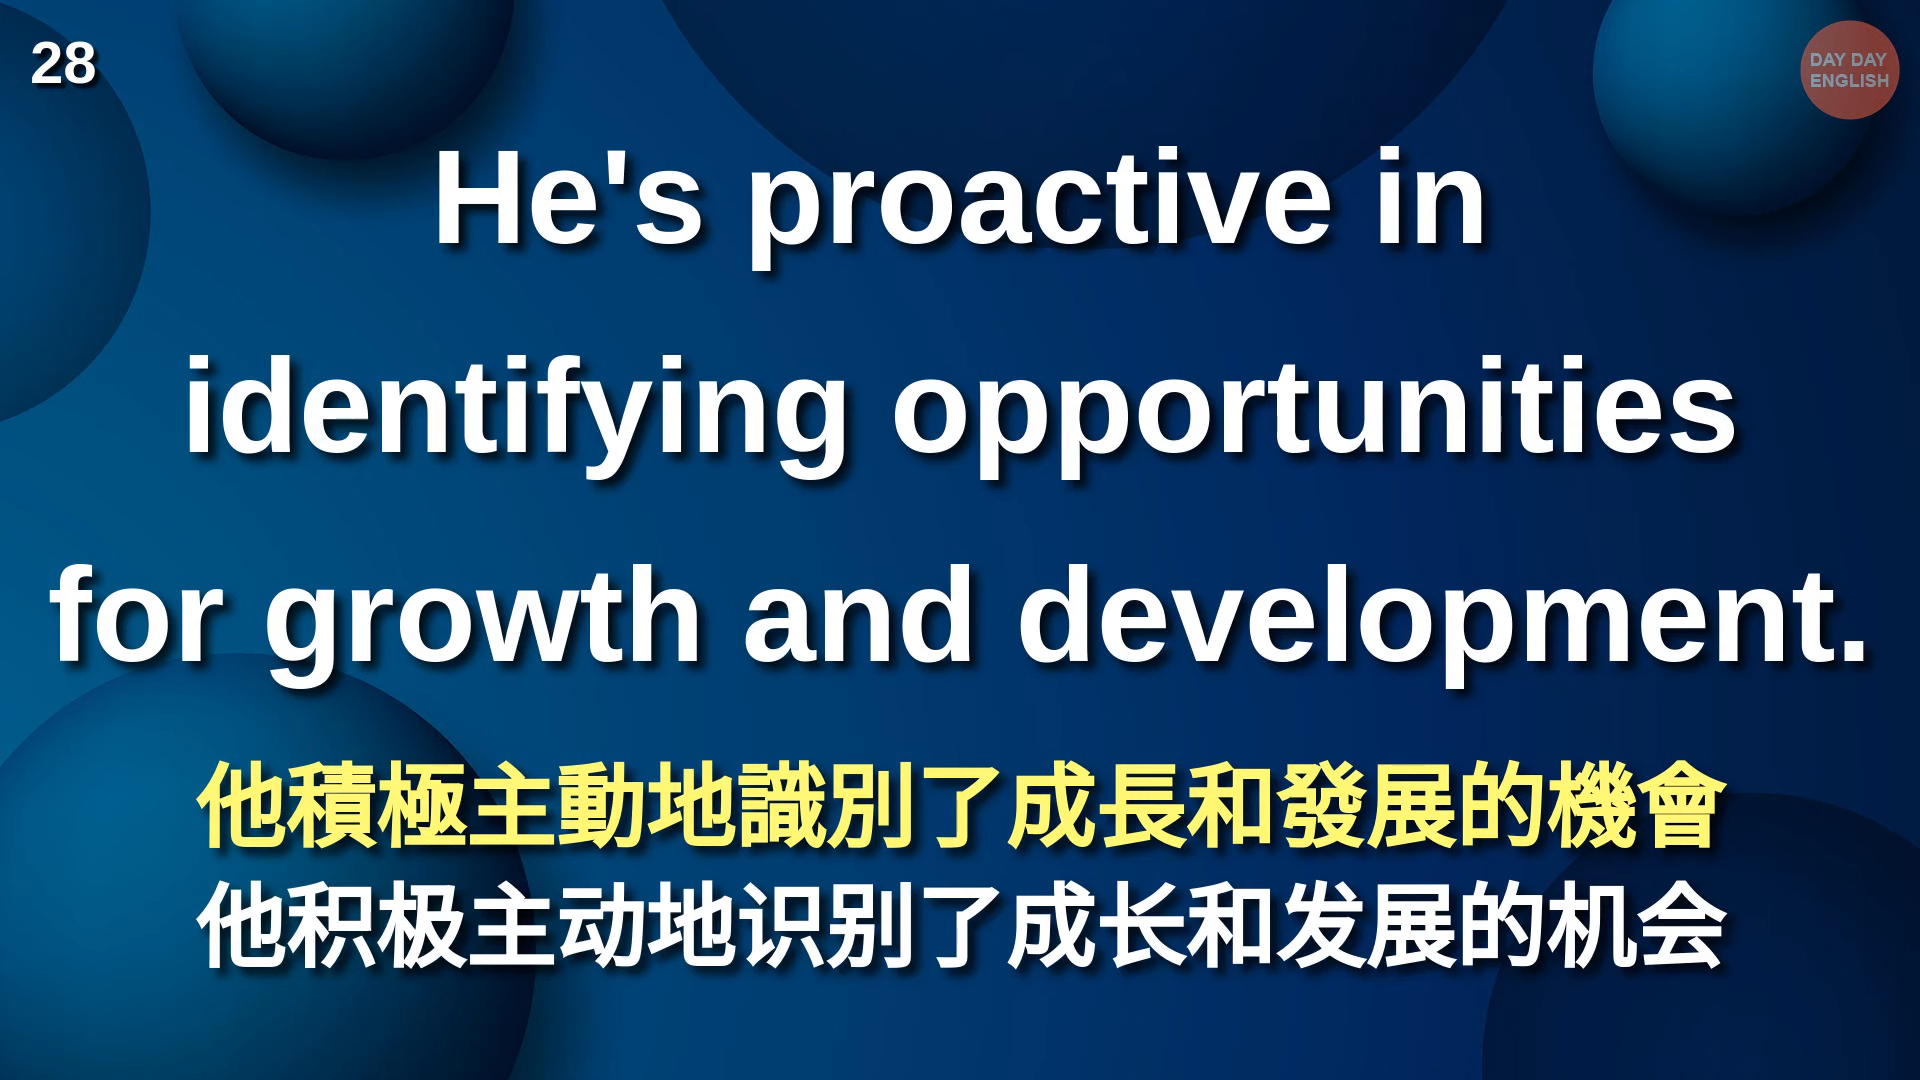 28
DAY DAY
ENGLISH
He's proactive in
identifying opportunities
for growth and development.
他積極主動地識別了成長和發展的機會
他积极主动地识别了成长和发展的机会